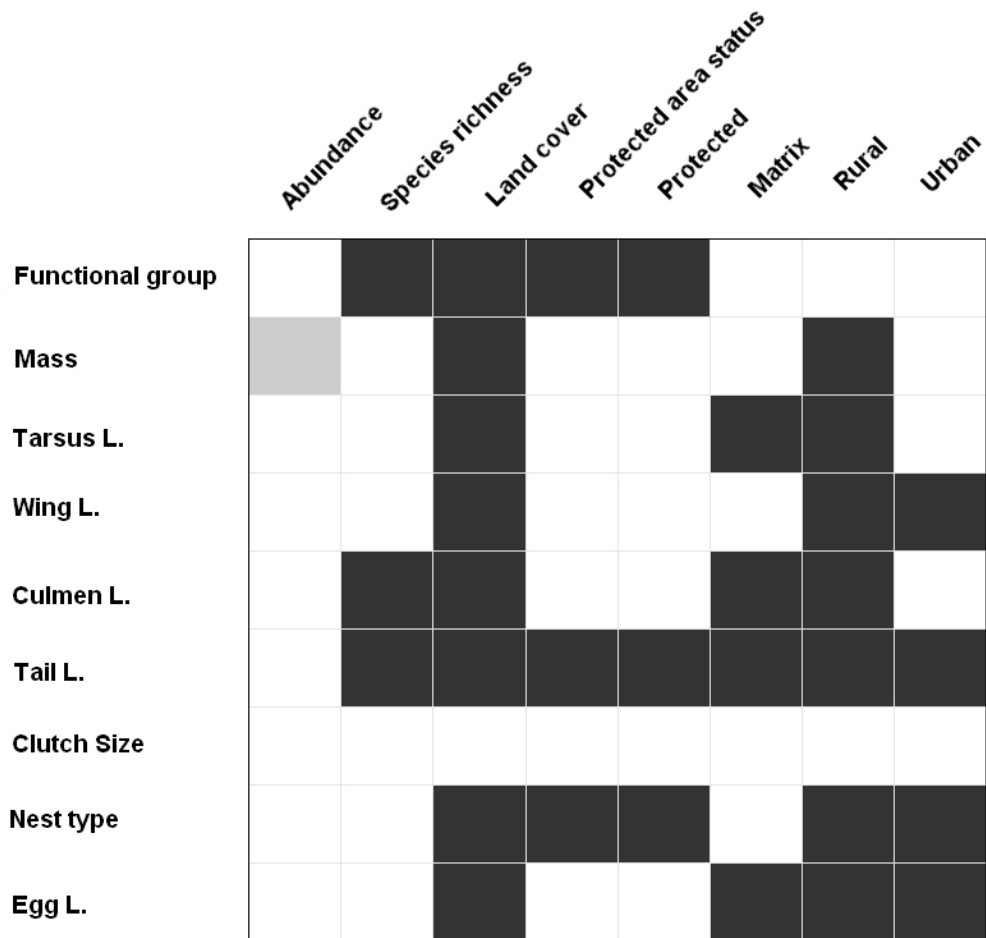 Abundance
Species richness
Land cover
Protected area status
Protected
Matrix
Rural
Urban
Functional group
Mass
Tarsus L.
Wing L.
Culmen L.
Tail L.
Clutch Size
Nest type
Egg L.